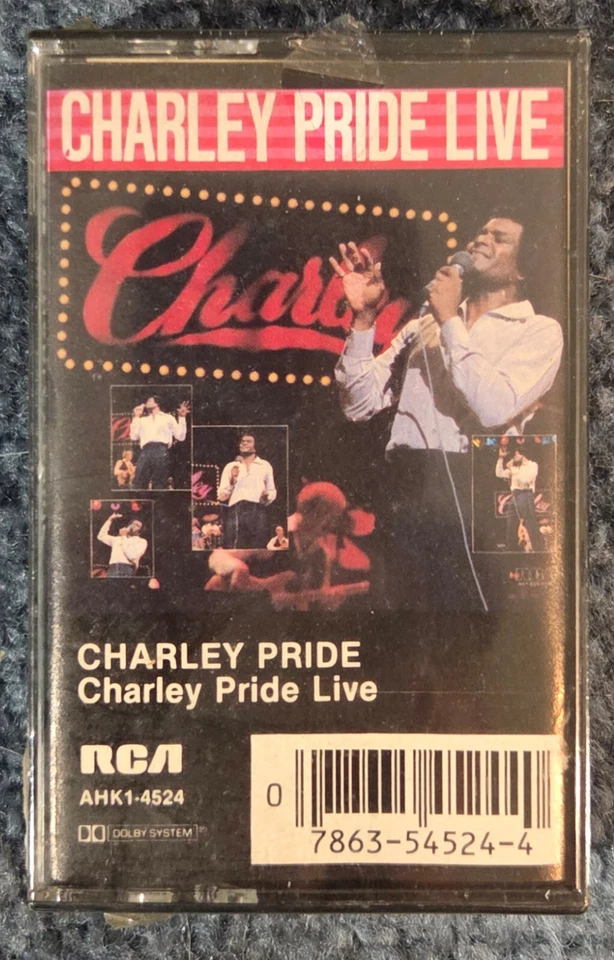 CHARLEY PRIDE LIVE
Charley
CHARLEY PRIDE
Charley Pride Live
RCA
AHK1-4524
DOLBY SYSTEM
0
7863-54524-4